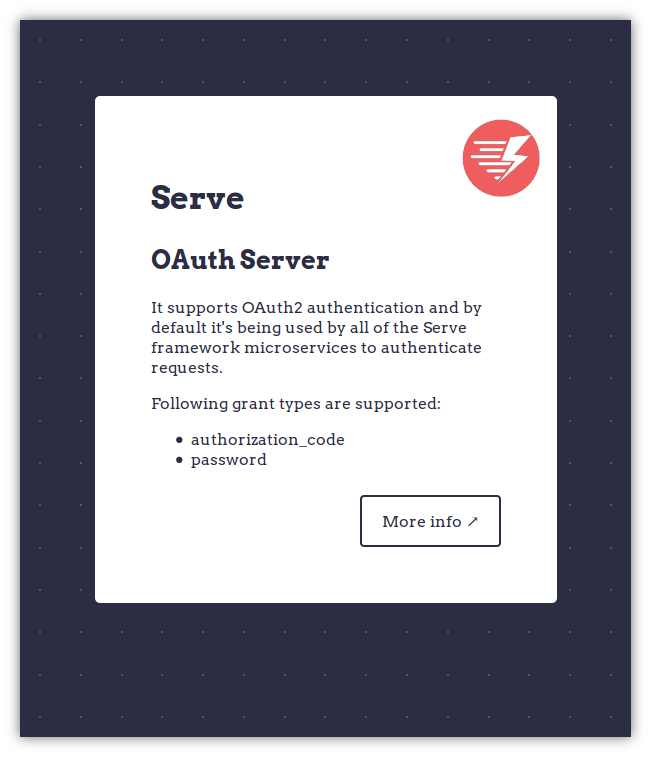 Serve
OAuth Server
It supports OAuth2 authentication and by
default it's being used by all of the Serve
framework microservices to authenticate
requests.
Following grant types are supported:
• authorization_code
• password
More info ↗